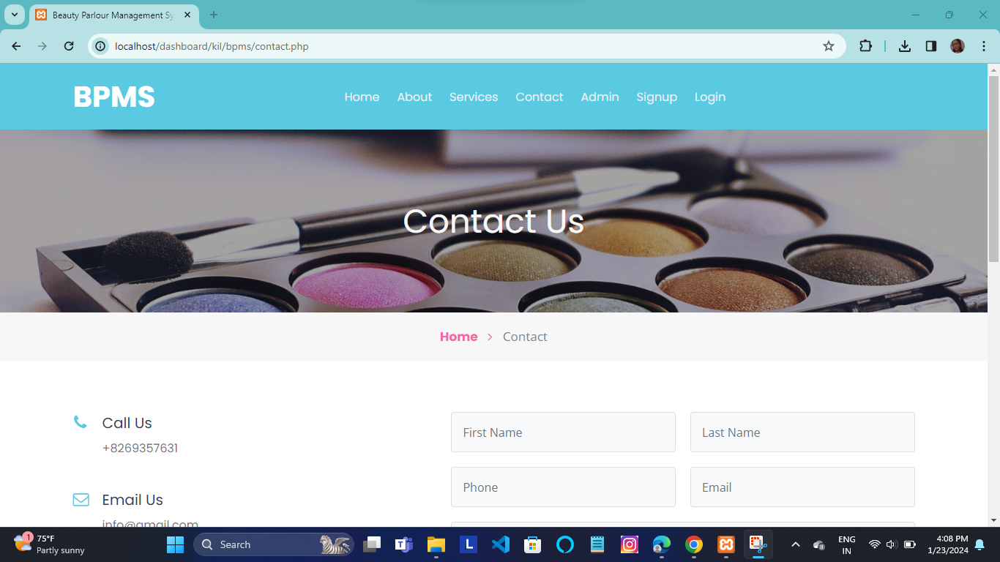 Beauty Parlour Management Sy
localhost/dashboard/kil/bpms/contact.php
BPMS
Home About Services Contact Admin Signup Login
Contact Us
Home > Contact
Call Us
+8269357631
Email Us
info@gmail.com
First Name
Last Name
Phone
Email
1
75°F
Partly sunny
Search
L
ENG
IN
4:08 PM
1/23/2024